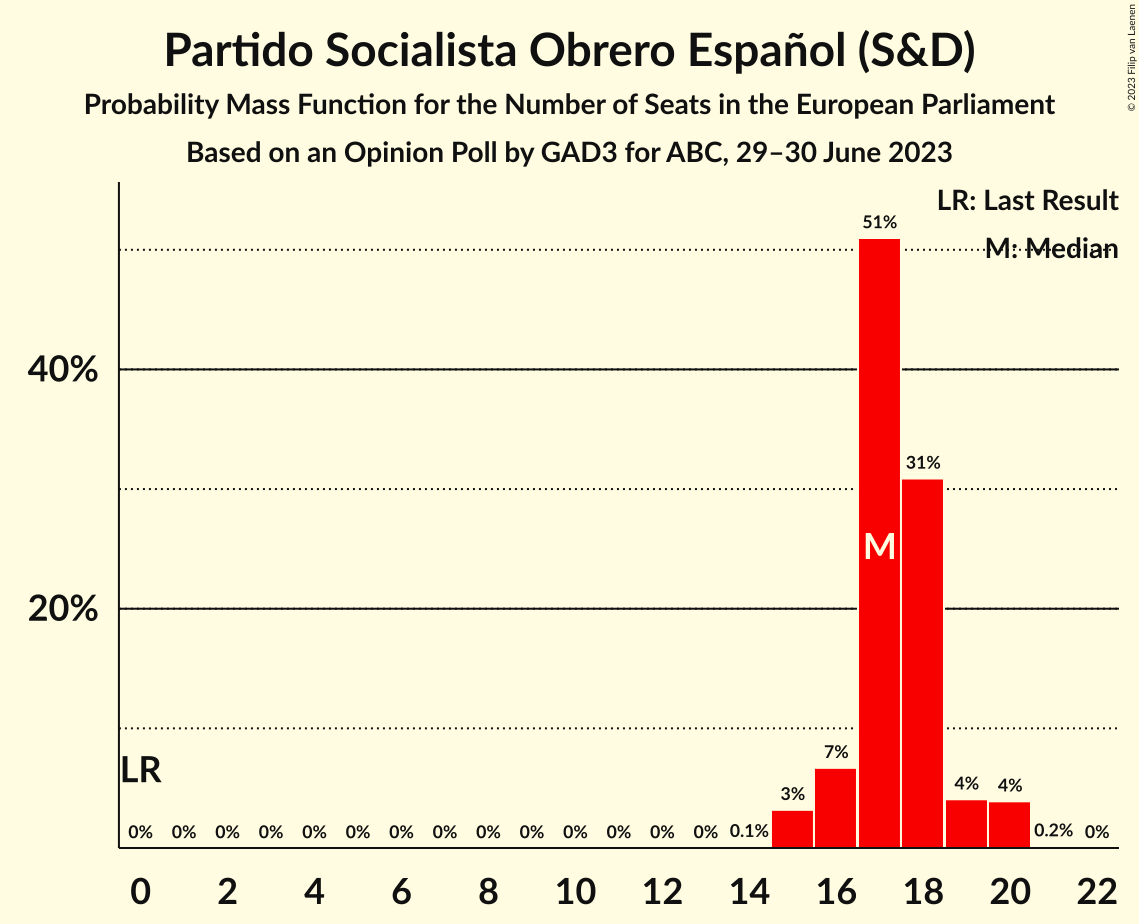 Partido Socialista Obrero Español (S&D)
Probability Mass Function for the Number of Seats in the European Parliament
Based on an Opinion Poll by GAD3 for ABC, 29–30 June 2023
© 2023 Filip van Laenen
LR: Last Result
M: Median
51%
40%
31%
M
20%
LR
7%
3%
4%
4%
0% 0% 0% 0% 0% 0% 0% 0% 0% 0% 0% 0% 0% 0% 0.1% 0.2% 0%
0 2 4 6 8 10 12 14 16 18 20 22